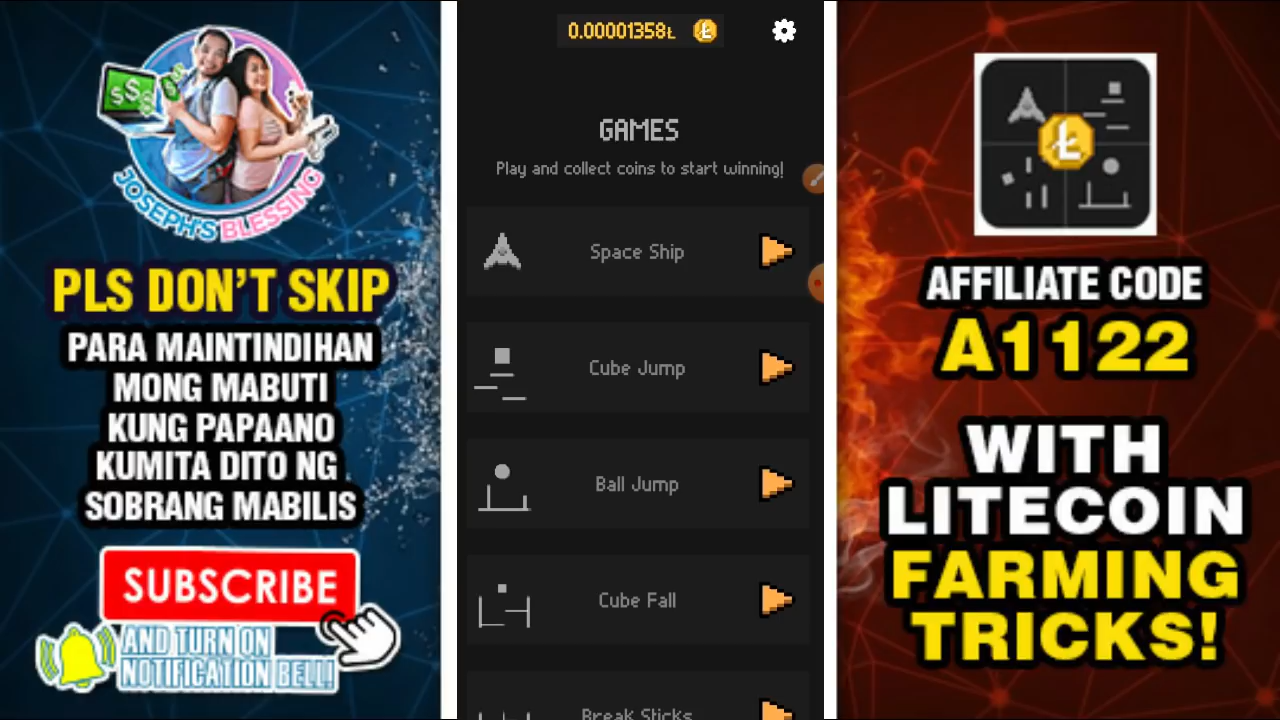 $$$
JOSEPH'S BLESSING
PLS DON'T SKIP
PARA MAINTINDIHAN
MONG MABUTI
KUNG PAPAANO
KUMITA DITO NG
SOBRANG MABILIS
SUBSCRIBE
AND TURN ON
NOTIFICATION BELL!
0.00001358Ł
GAMES
Play and collect coins to start winning!
Space Ship
Cube Jump
Ball Jump
Cube Fall
Break Sticks
Ł
AFFILIATE CODE
A1122
WITH
LITECOIN
FARMING
TRICKS!